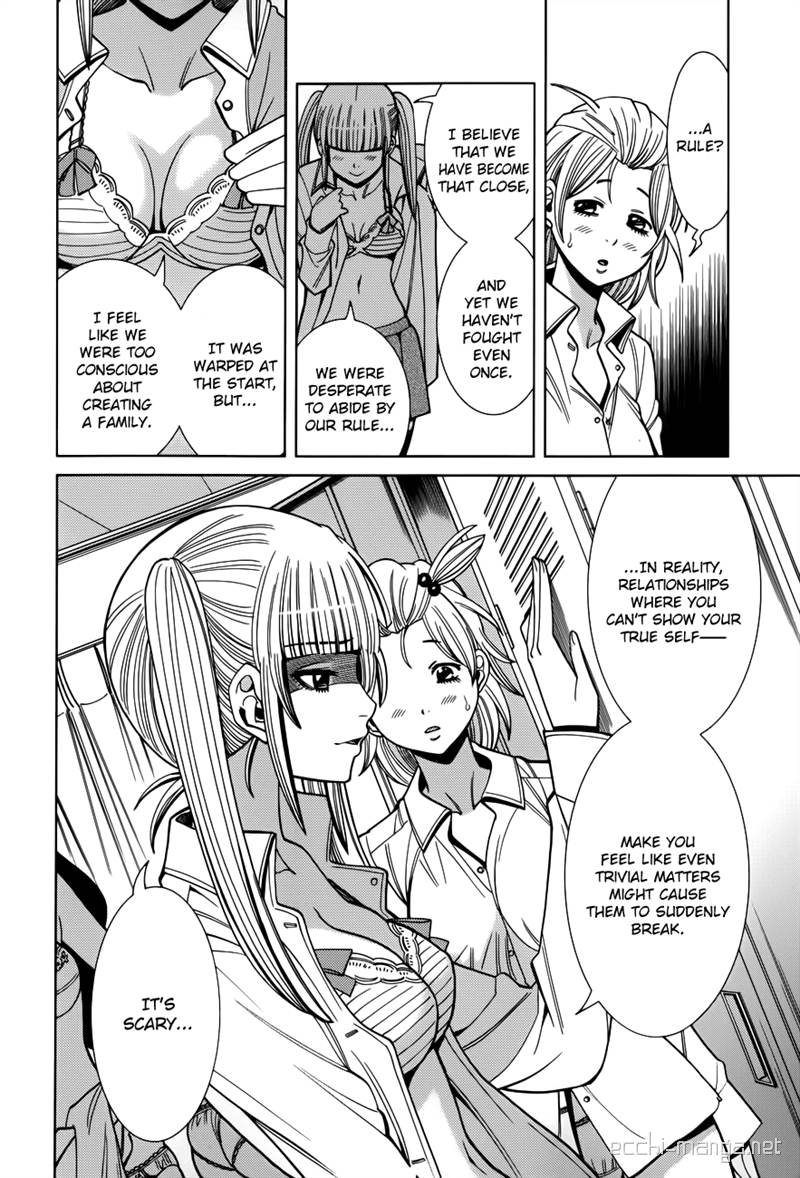 ...A
RULE?
I BELIEVE
THAT WE
HAVE BECOME
THAT CLOSE,
AND
YET WE
HAVEN'T
FOUGHT
EVEN
ONCE.
WE WERE
DESPERATE
TO ABIDE BY
OUR RULE...
IT WAS
WARPED AT
THE START,
BUT...
I FEEL
LIKE WE
WERE TOO
CONSCIOUS
ABOUT
CREATING
A FAMILY.
...IN REALITY,
RELATIONSHIPS
WHERE YOU
CAN'T SHOW YOUR
TRUE SELF—
MAKE YOU
FEEL LIKE EVEN
TRIVIAL MATTERS
MIGHT CAUSE
THEM TO SUDDENLY
BREAK.
IT'S
SCARY...
ecchi-manga.net